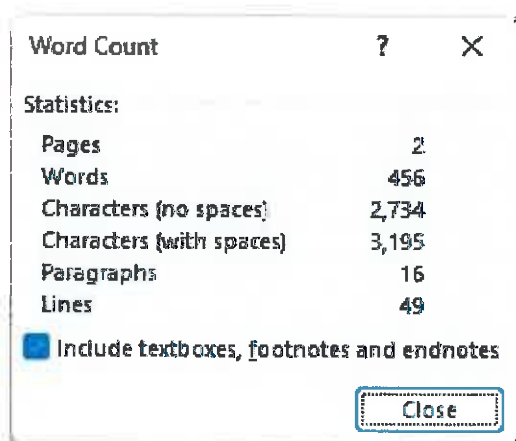 Word Count ? ×
Statistics:
Pages 2
Words 456
Characters (no spaces) 2,734
Characters (with spaces) 3,195
Paragraphs 16
Lines 49
Include textboxes, footnotes and endnotes
Close